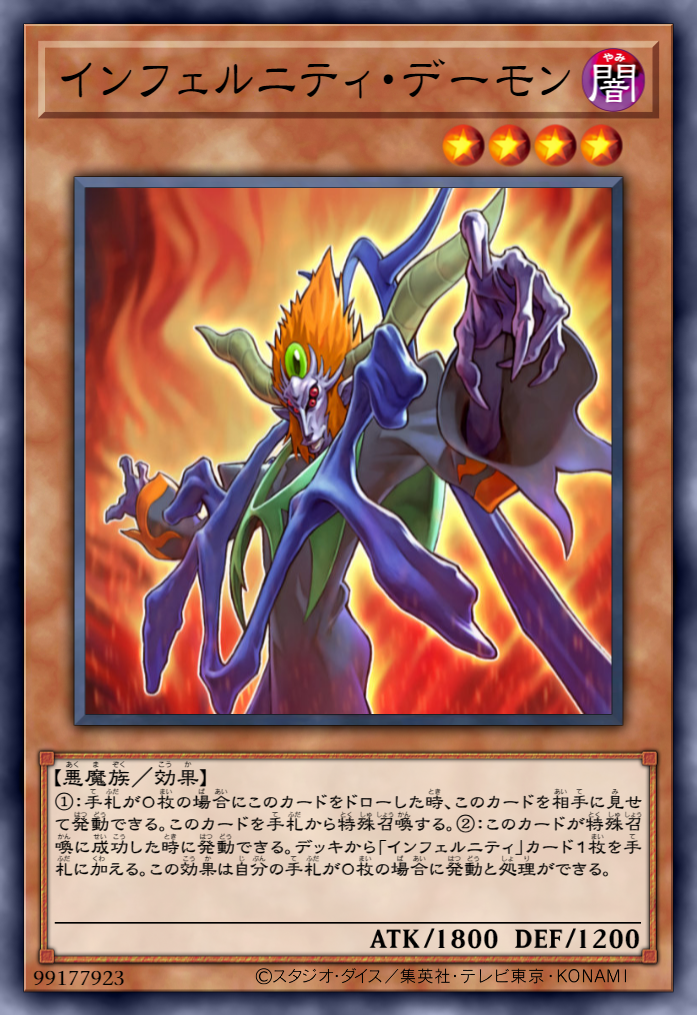 インフェルニティ・デーモン
やみ
闇
【悪魔族／効果】
①：手札が０枚の場合にこのカードをドローした時、このカードを相手に見せ
て発動できる。このカードを手札から特殊召喚する。②：このカードが特殊召
喚に成功した時に発動できる。デッキから「インフェルニティ」カード１枚を手
札に加える。この効果は自分の手札が０枚の場合に発動と処理ができる。
ATK/1800 DEF/1200
99177923
©スタジオ・ダイス／集英社・テレビ東京・KONAMI